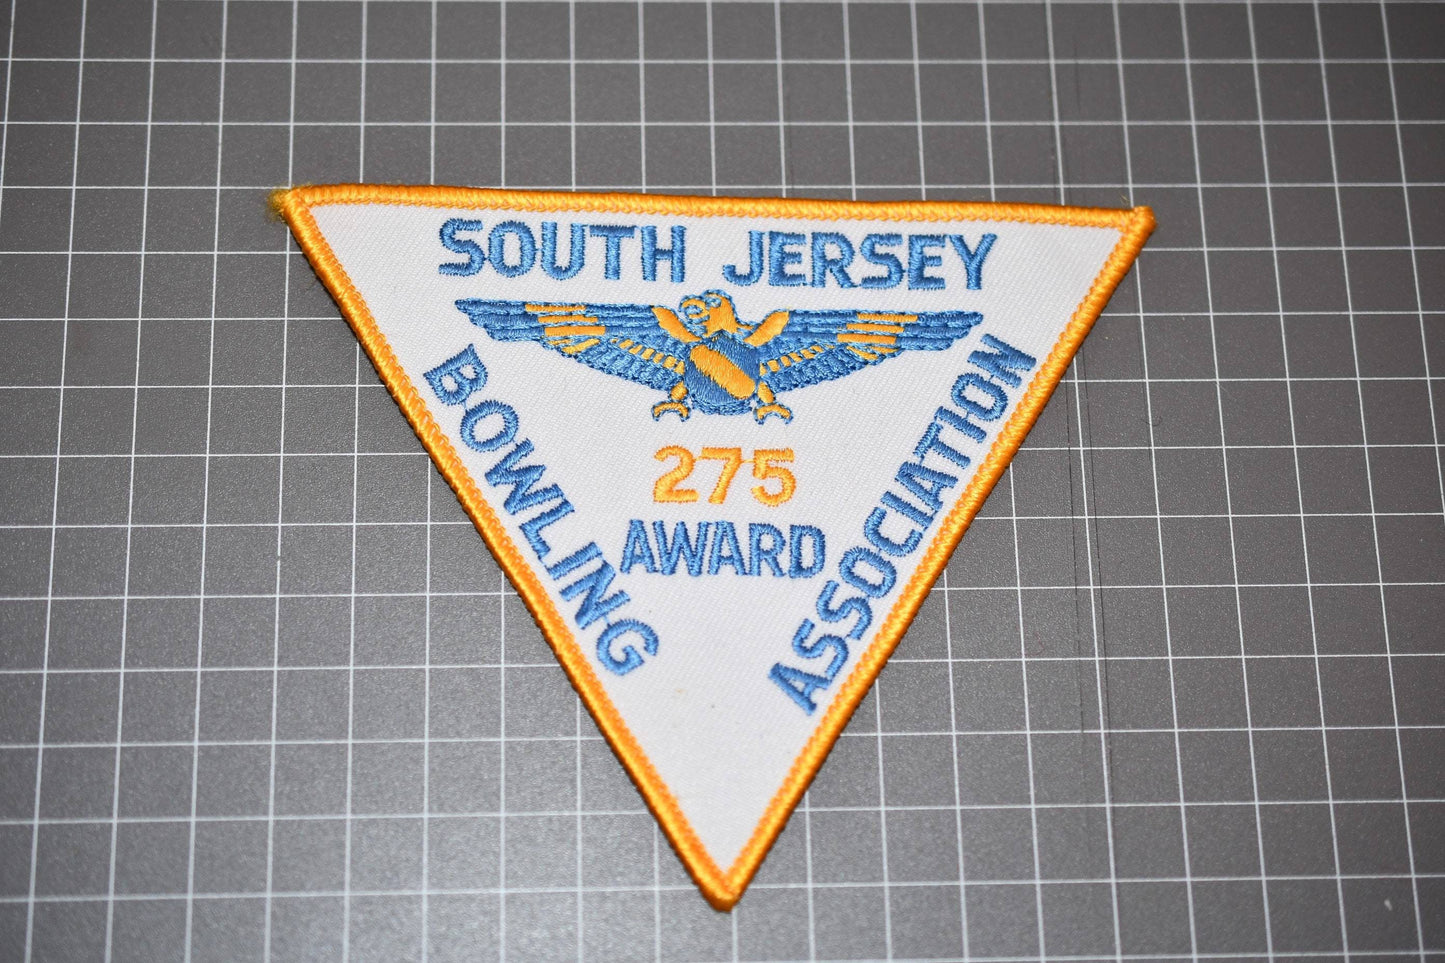 SOUTH JERSEY
BOWLING
ASSOCIATION
275
AWARD